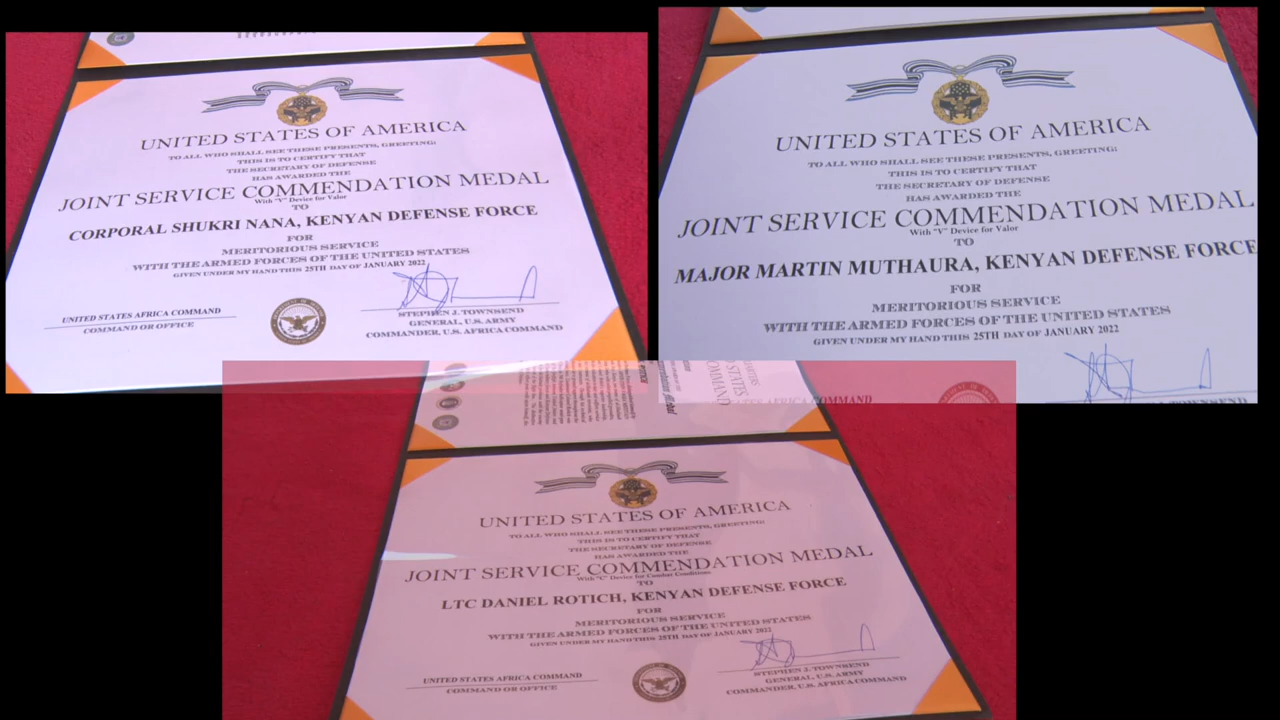 UNITED STATES OF AMERICA
TO ALL WHO SHALL SEE THESE PRESENTS, GREETING:
THIS IS TO CERTIFY THAT
THE SECRETARY OF DEFENSE
HAS AWARDED THE
JOINT SERVICE COMMENDATION MEDAL
With "V" Device for Valor
TO
CORPORAL SHUKRI NANA, KENYAN DEFENSE FORCE
FOR
MERITORIOUS SERVICE
WITH THE ARMED FORCES OF THE UNITED STATES
GIVEN UNDER MY HAND THIS 25TH DAY OF JANUARY 2022
UNITED STATES AFRICA COMMAND
COMMAND OR OFFICE
STEPHEN J. TOWNSEND
GENERAL, U.S. ARMY
COMMANDER, U.S. AFRICA COMMAND
UNITED STATES OF AMERICA
TO ALL WHO SHALL SEE THESE PRESENTS, GREETING:
THIS IS TO CERTIFY THAT
THE SECRETARY OF DEFENSE
HAS AWARDED THE
JOINT SERVICE COMMENDATION MEDAL
With "V" Device for Valor
TO
MAJOR MARTIN MUTHAURA, KENYAN DEFENSE FORCE
FOR
MERITORIOUS SERVICE
WITH THE ARMED FORCES OF THE UNITED STATES
GIVEN UNDER MY HAND THIS 25TH DAY OF JANUARY 2022
COMMAND
UNITED STATES OF AMERICA
TO ALL WHO SHALL SEE THESE PRESENTS, GREETING:
THIS IS TO CERTIFY THAT
THE SECRETARY OF DEFENSE
HAS AWARDED THE
JOINT SERVICE COMMENDATION MEDAL
With "C" Device for Combat Conditions
TO
LTC DANIEL ROTICH, KENYAN DEFENSE FORCE
FOR
MERITORIOUS SERVICE
WITH THE ARMED FORCES OF THE UNITED STATES
GIVEN UNDER MY HAND THIS 25TH DAY OF JANUARY 2022
UNITED STATES AFRICA COMMAND
COMMAND OR OFFICE
STEPHEN J. TOWNSEND
GENERAL, U.S. ARMY
COMMANDER, U.S. AFRICA COMMAND